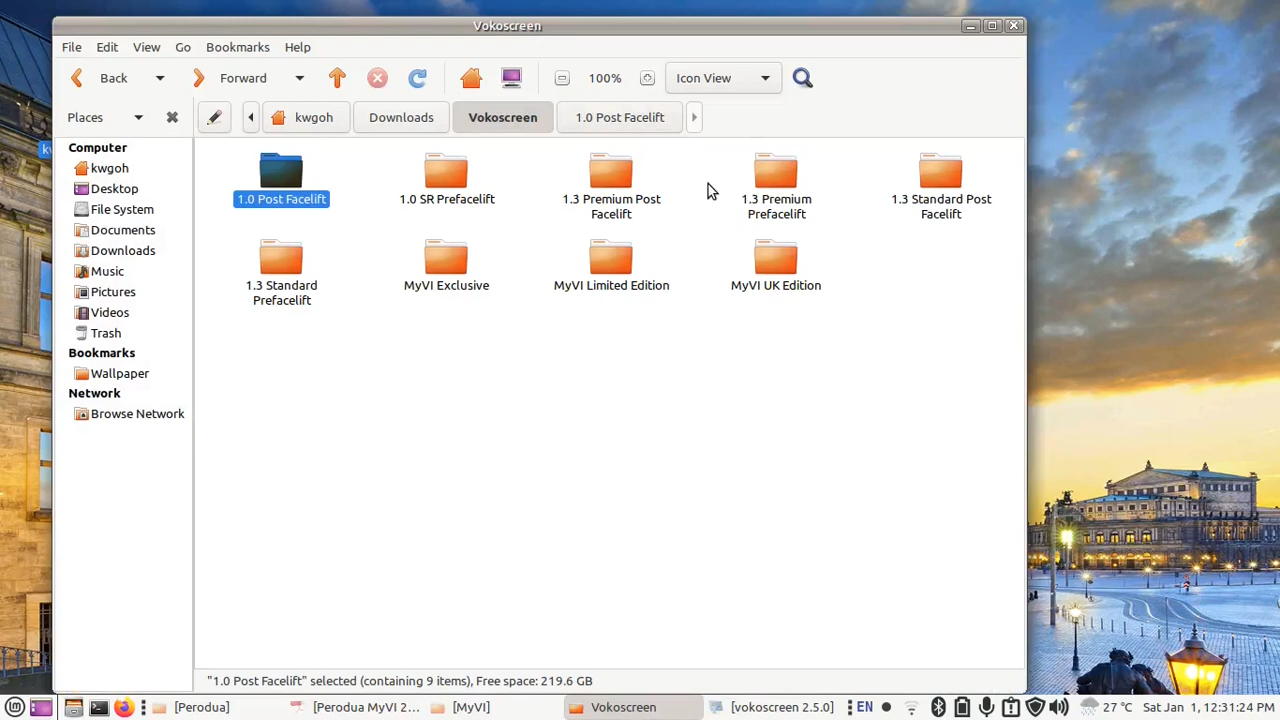 Vokoscreen
File Edit View Go Bookmarks Help
Back Forward 100% Icon View
Places kwgoh Downloads Vokoscreen 1.0 Post Facelift
Computer
kwgoh
Desktop
File System
Documents
Downloads
Music
Pictures
Videos
Trash
Bookmarks
Wallpaper
Network
Browse Network
1.0 Post Facelift
1.0 SR Prefacelift
1.3 Premium Post
Facelift
1.3 Premium
Prefacelift
1.3 Standard Post
Facelift
1.3 Standard
Prefacelift
MyVI Exclusive
MyVI Limited Edition
MyVI UK Edition
"1.0 Post Facelift" selected (containing 9 items), Free space: 219.6 GB
[Perodua] [Perodua MyVI 2... [MyVI] Vokoscreen [vokoscreen 2.5.0] EN 27 °C Sat Jan 1, 12:31:24 PM